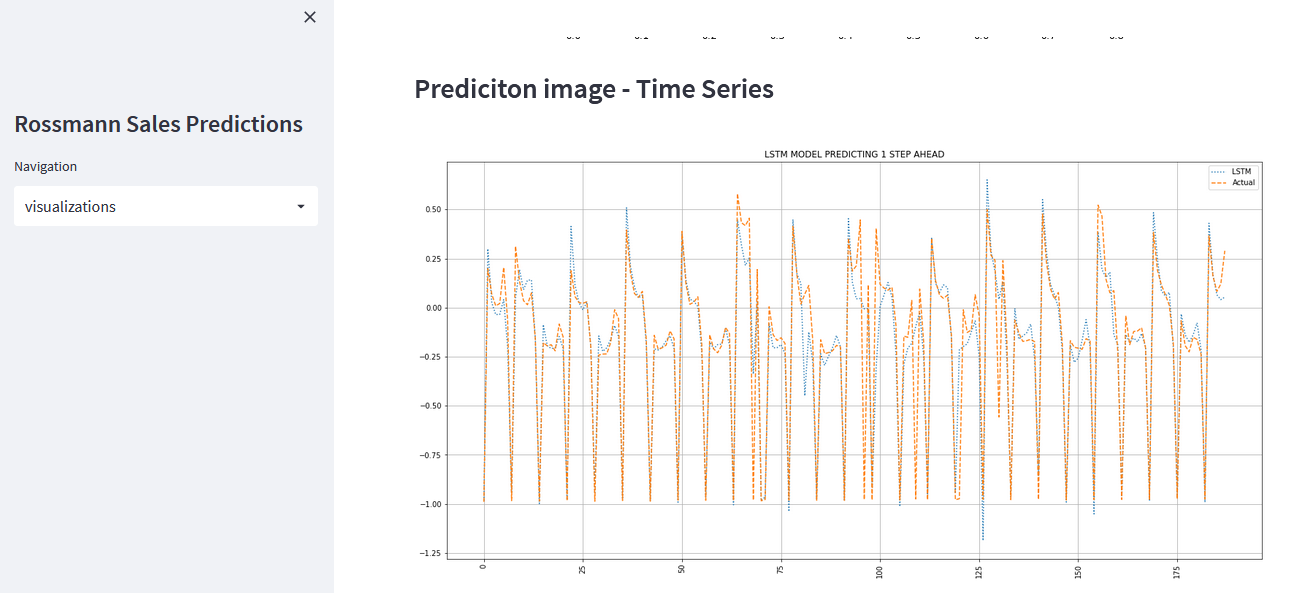 Rossmann Sales Predictions
Navigation
visualizations
Prediciton image - Time Series
LSTM MODEL PREDICTING 1 STEP AHEAD
LSTM
Actual
0.50
0.25
0.00
−0.25
−0.50
−0.75
−1.00
−1.25
0
25
50
75
100
125
150
175